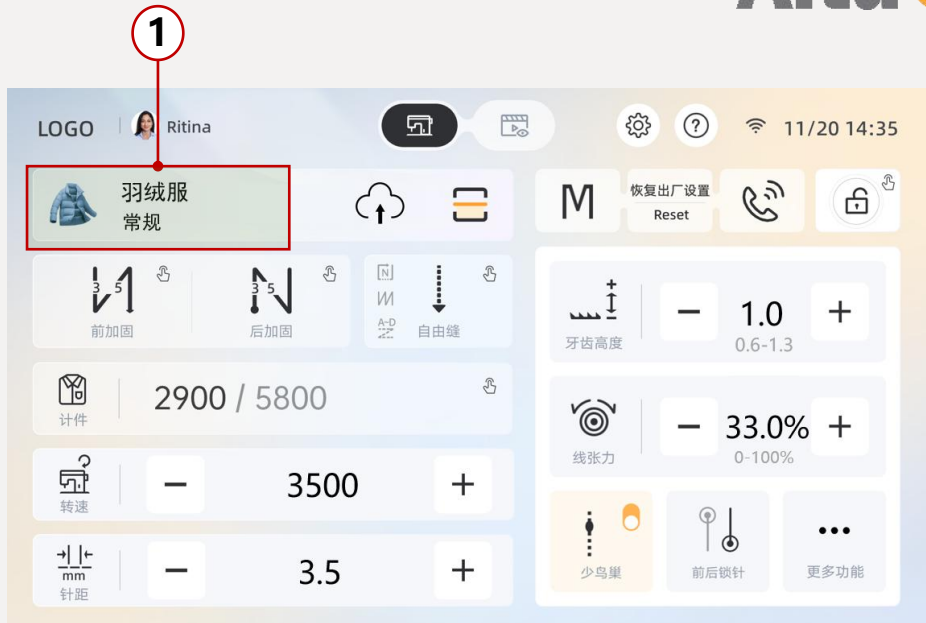 1
LOGO
Ritina
11/20 14:35
羽绒服
常规
M
恢复出厂设置
Reset
3 5
前加固
3 5
后加固
N
A-D
自由缝
牙齿高度
1.0
0.6-1.3
计件
2900 / 5800
线张力
33.0%
0-100%
转速
3500
mm
针距
3.5
少鸟巢
前后锁针
更多功能